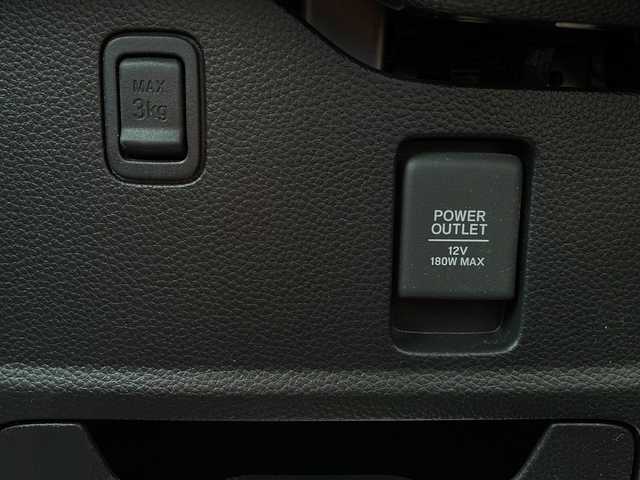 MAX
3kg
POWER
OUTLET
12V
180W MAX